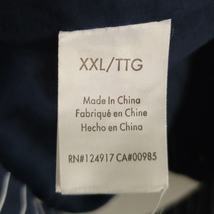 XXL/TTG
Made In China
Fabriqué en Chine
Hecho en China
RN#124917 CA#00985